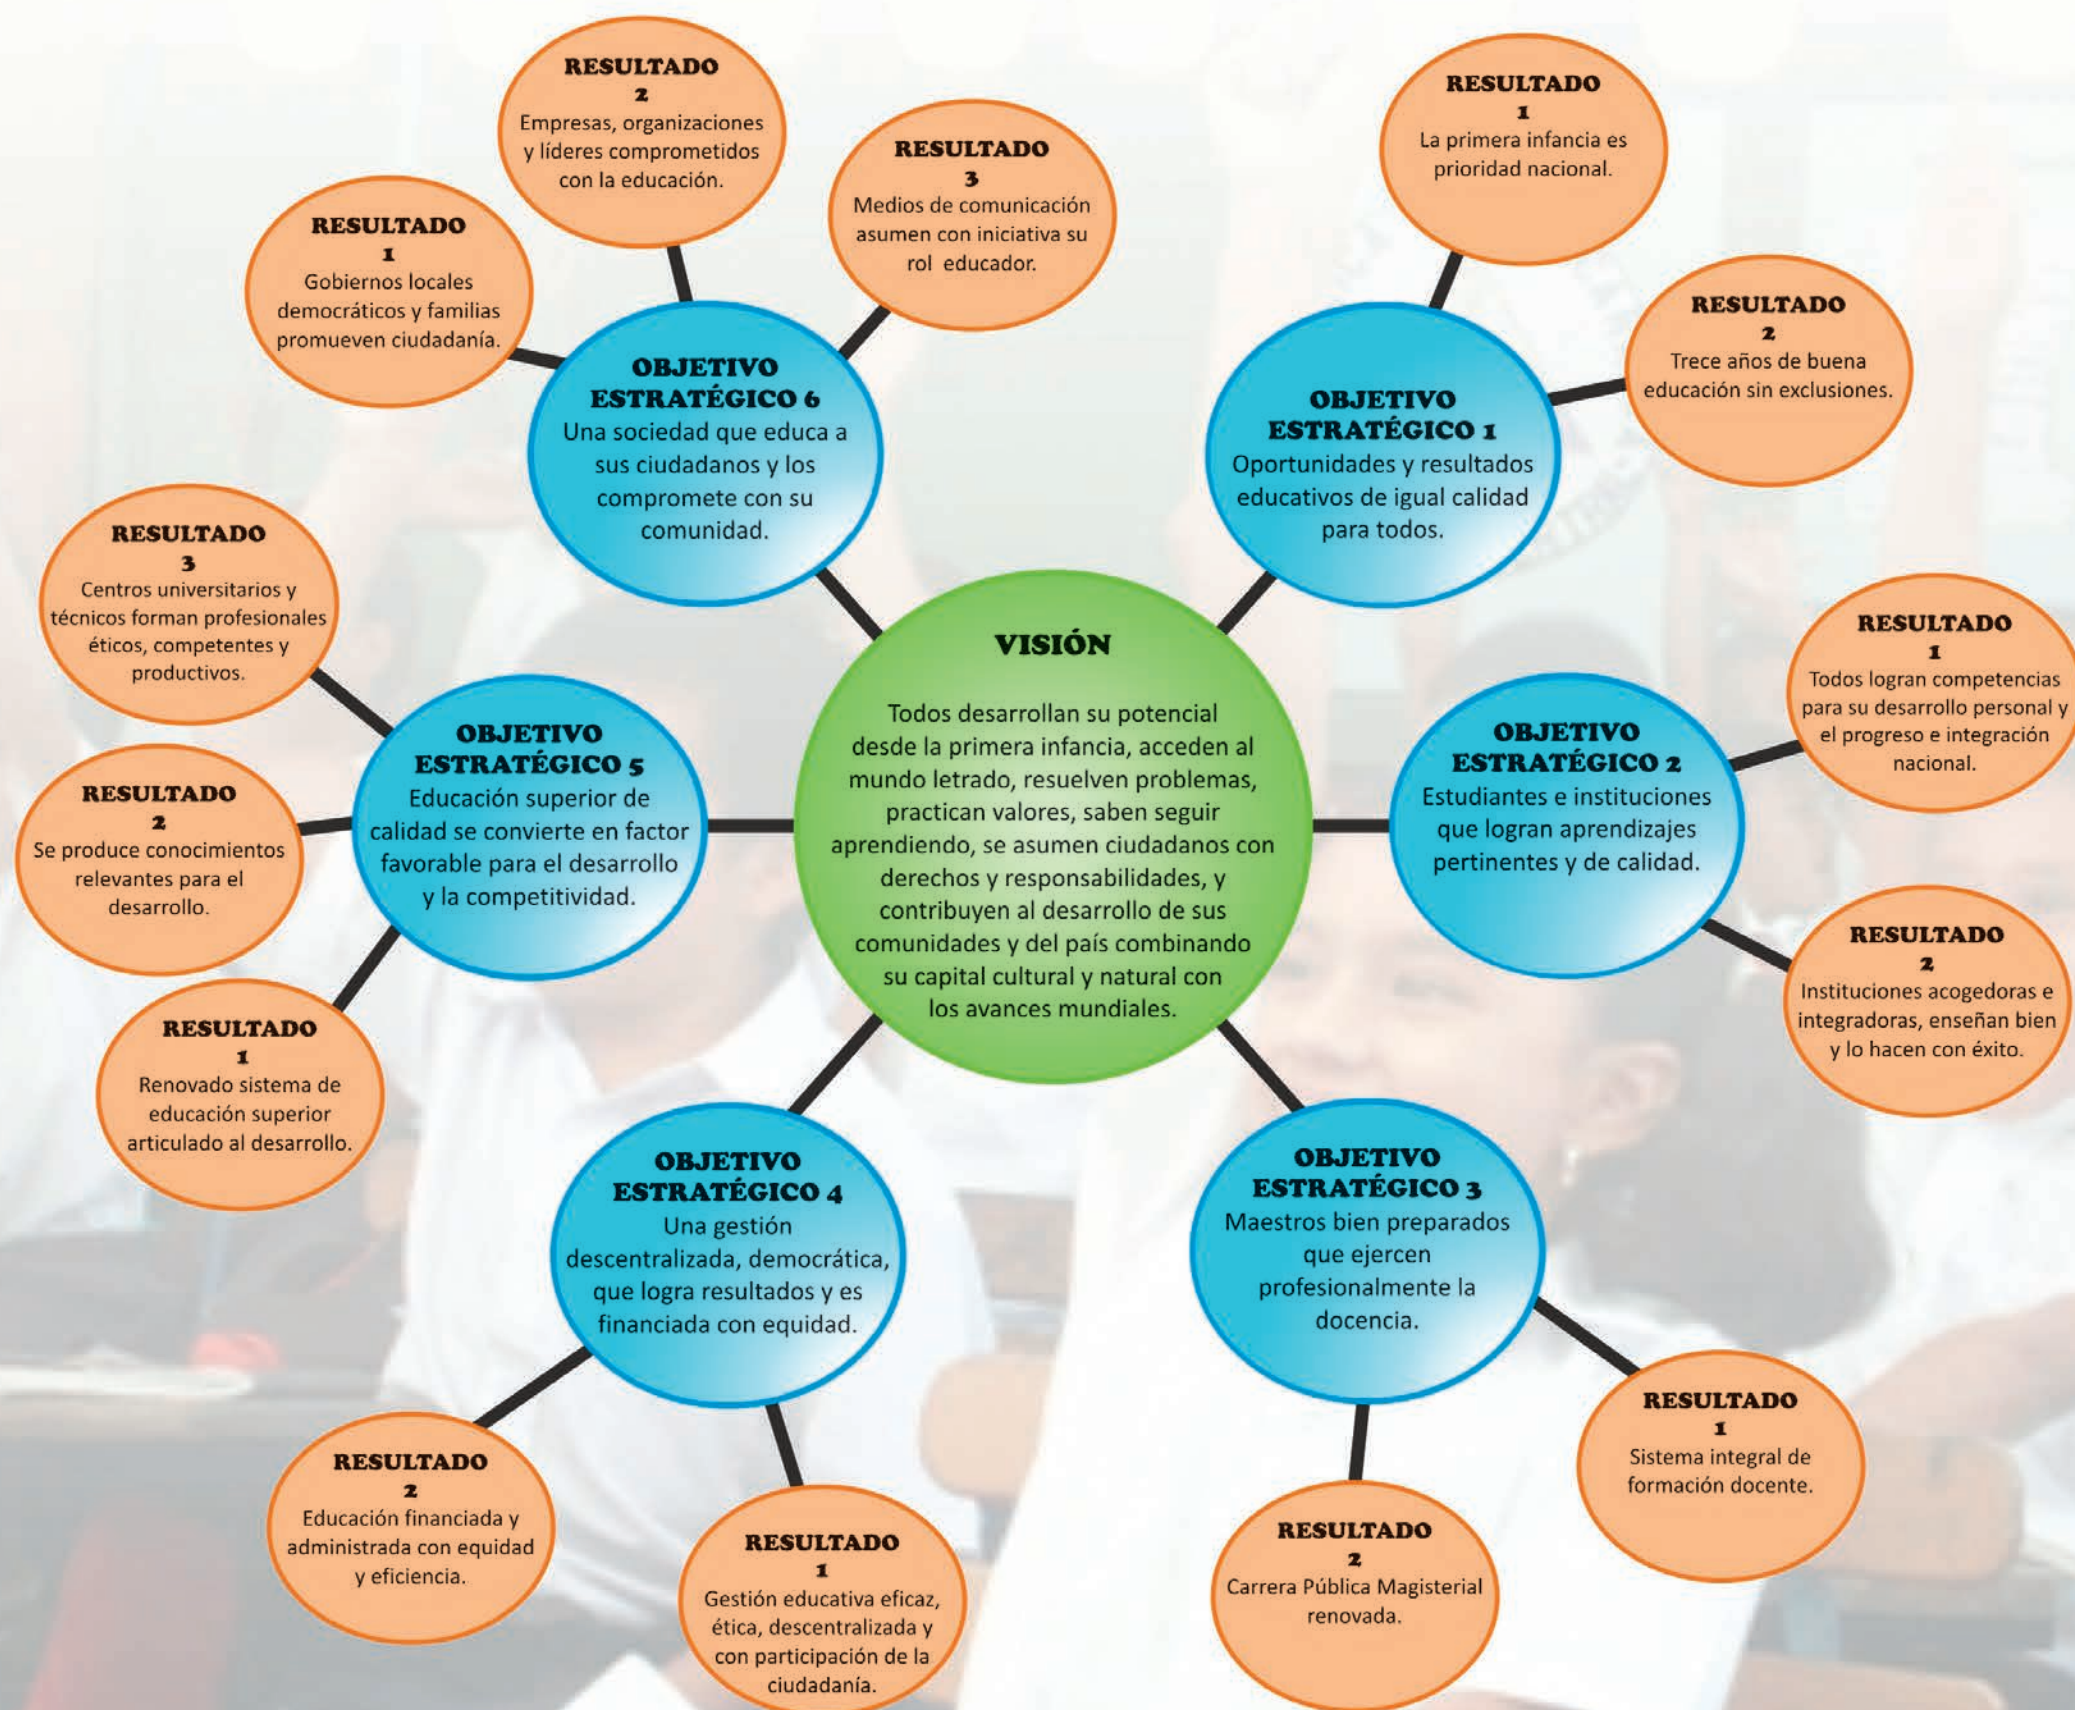 VISIÓN
Todos desarrollan su potencial
desde la primera infancia, acceden al
mundo letrado, resuelven problemas,
practican valores, saben seguir
aprendiendo, se asumen ciudadanos con
derechos y responsabilidades, y
contribuyen al desarrollo de sus
comunidades y del país combinando
su capital cultural y natural con
los avances mundiales.
OBJETIVO
ESTRATÉGICO 1
Oportunidades y resultados
educativos de igual calidad
para todos.
RESULTADO
1
La primera infancia es
prioridad nacional.
RESULTADO
2
Trece años de buena
educación sin exclusiones.
OBJETIVO
ESTRATÉGICO 2
Estudiantes e instituciones
que logran aprendizajes
pertinentes y de calidad.
RESULTADO
1
Todos logran competencias
para su desarrollo personal y
el progreso e integración
nacional.
RESULTADO
2
Instituciones acogedoras e
integradoras, enseñan bien
y lo hacen con éxito.
OBJETIVO
ESTRATÉGICO 3
Maestros bien preparados
que ejercen
profesionalmente la
docencia.
RESULTADO
1
Sistema integral de
formación docente.
RESULTADO
2
Carrera Pública Magisterial
renovada.
OBJETIVO
ESTRATÉGICO 4
Una gestión
descentralizada, democrática,
que logra resultados y es
financiada con equidad.
RESULTADO
1
Gestión educativa eficaz,
ética, descentralizada y
con participación de la
ciudadanía.
RESULTADO
2
Educación financiada y
administrada con equidad
y eficiencia.
OBJETIVO
ESTRATÉGICO 5
Educación superior de
calidad se convierte en factor
favorable para el desarrollo
y la competitividad.
RESULTADO
1
Renovado sistema de
educación superior
articulado al desarrollo.
RESULTADO
2
Se produce conocimientos
relevantes para el
desarrollo.
RESULTADO
3
Centros universitarios y
técnicos forman profesionales
éticos, competentes y
productivos.
OBJETIVO
ESTRATÉGICO 6
Una sociedad que educa a
sus ciudadanos y los
compromete con su
comunidad.
RESULTADO
1
Gobiernos locales
democráticos y familias
promueven ciudadanía.
RESULTADO
2
Empresas, organizaciones
y líderes comprometidos
con la educación.
RESULTADO
3
Medios de comunicación
asumen con iniciativa su
rol educador.